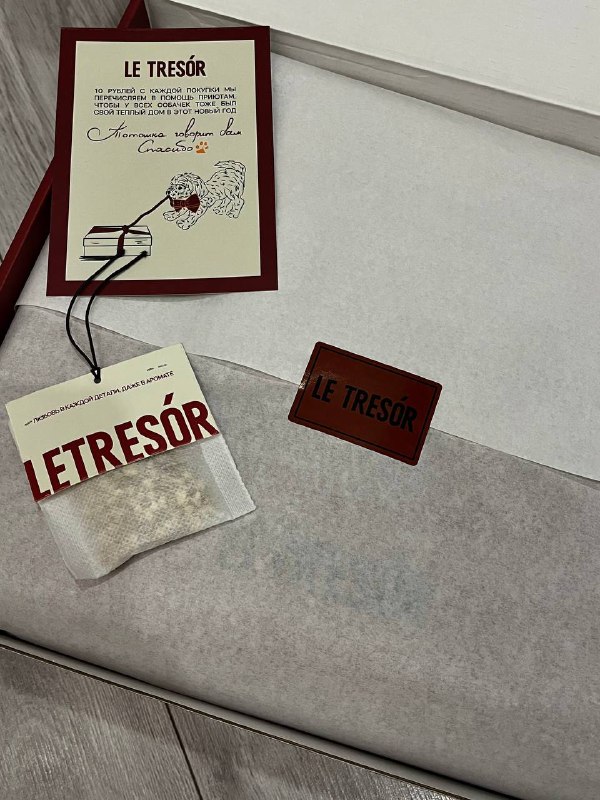 LE TRESÓR
10 РУБЛЕЙ С КАЖДОЙ ПОКУПКИ МЫ
ПЕРЕЧИСЛЯЕМ В ПОМОЩЬ ПРИЮТАМ,
ЧТОБЫ У ВСЕХ СОБАЧЕК ТОЖЕ БЫЛ
СВОЙ ТЕПЛЫЙ ДОМ В ЭТОТ НОВЫЙ ГОД
Тотошка говорит вам
Спасибо
LE TRESÓR
ЛЮБОВЬ В КАЖДОЙ ДЕТАЛИ, ДАЖЕ В АРОМАТЕ
LETRESÓR